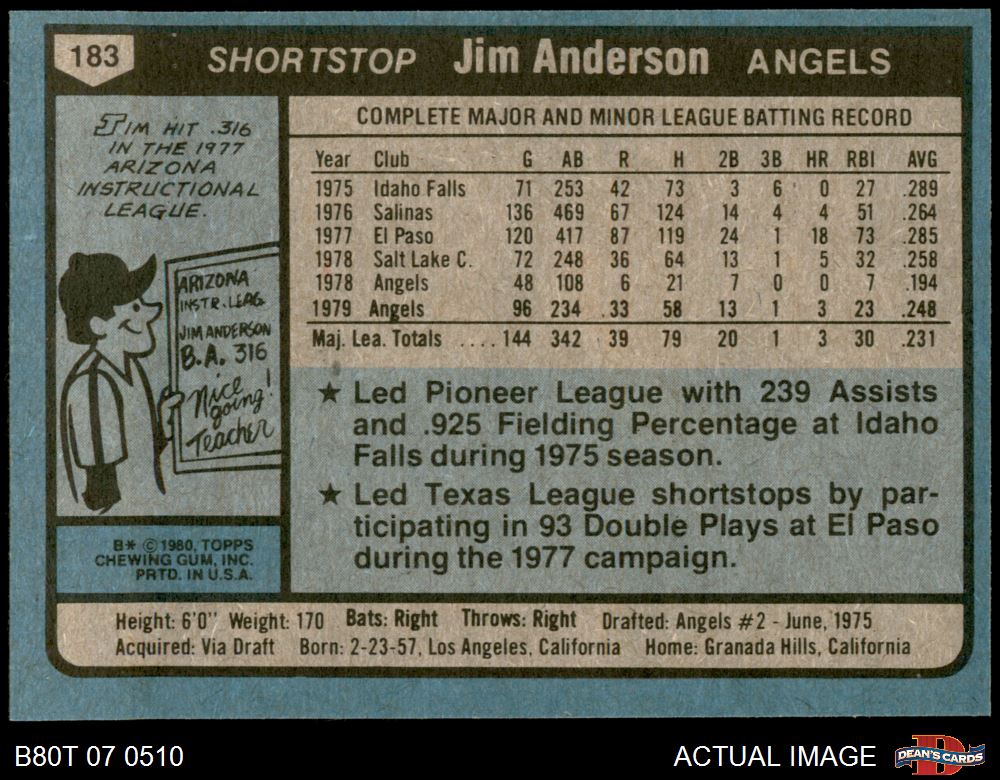 183 SHORTSTOP Jim Anderson ANGELS
JIM HIT .316
IN THE 1977
ARIZONA
INSTRUCTIONAL
LEAGUE.
ARIZONA
INSTR. LEAG.
JIM ANDERSON
B.A. 316
Nice
going!
Teacher
B* © 1980, TOPPS
CHEWING GUM, INC.
PRTD. IN U.S.A.
COMPLETE MAJOR AND MINOR LEAGUE BATTING RECORD
Year Club G AB R H 2B 3B HR RBI AVG
1975 Idaho Falls 71 253 42 73 3 6 0 27 .289
1976 Salinas 136 469 67 124 14 4 4 51 .264
1977 El Paso 120 417 87 119 24 1 18 73 .285
1978 Salt Lake C. 72 248 36 64 13 1 5 32 .258
1978 Angels 48 108 6 21 7 0 0 7 .194
1979 Angels 96 234 33 58 13 1 3 23 .248
Maj. Lea. Totals ....144 342 39 79 20 1 3 30 .231
★ Led Pioneer League with 239 Assists
and .925 Fielding Percentage at Idaho
Falls during 1975 season.
★ Led Texas League shortstops by par-
ticipating in 93 Double Plays at El Paso
during the 1977 campaign.
Height: 6'0" Weight: 170 Bats: Right Throws: Right Drafted: Angels #2 - June, 1975
Acquired: Via Draft Born: 2-23-57, Los Angeles, California Home: Granada Hills, California
B80T 07 0510 ACTUAL IMAGE DEAN'S CARDS